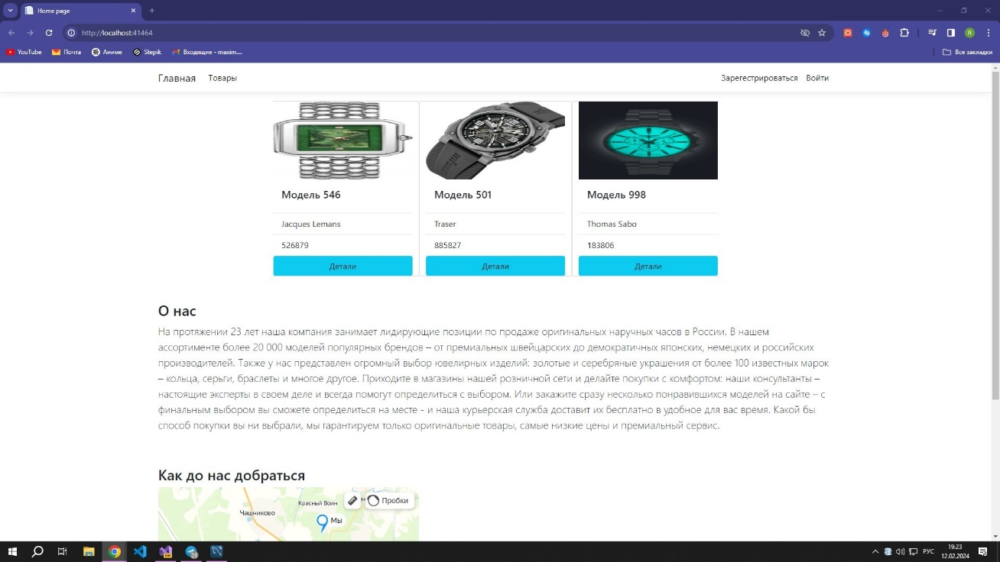 Home page
http://localhost:41464
YouTube
Почта
Аниме
Stepik
Входящие - maxim....
Все закладки
Главная
Товары
Зарегестрироваться
Войти
Модель 546
Jacques Lemans
526879
Детали
Модель 501
Traser
885827
Детали
Модель 998
Thomas Sabo
183806
Детали
О нас
На протяжении 23 лет наша компания занимает лидирующие позиции по продаже оригинальных наручных часов в России. В нашем
ассортименте более 20 000 моделей популярных брендов – от премиальных швейцарских до демократичных японских, немецких и российских
производителей. Также у нас представлен огромный выбор ювелирных изделий: золотые и серебряные украшения от более 100 известных марок
– кольца, серьги, браслеты и многое другое. Приходите в магазины нашей розничной сети и делайте покупки с комфортом: наши консультанты –
настоящие эксперты в своем деле и всегда помогут определиться с выбором. Или закажите сразу несколько понравившихся моделей на сайте – с
финальным выбором вы сможете определиться на месте - и наша курьерская служба доставит их бесплатно в удобное для вас время. Какой бы
способ покупки вы ни выбрали, мы гарантируем только оригинальные товары, самые низкие цены и премиальный сервис.
Как до нас добраться
Красный Воин
Пробки
Чашниково
Мы
РУС
19:23
12.02.2024